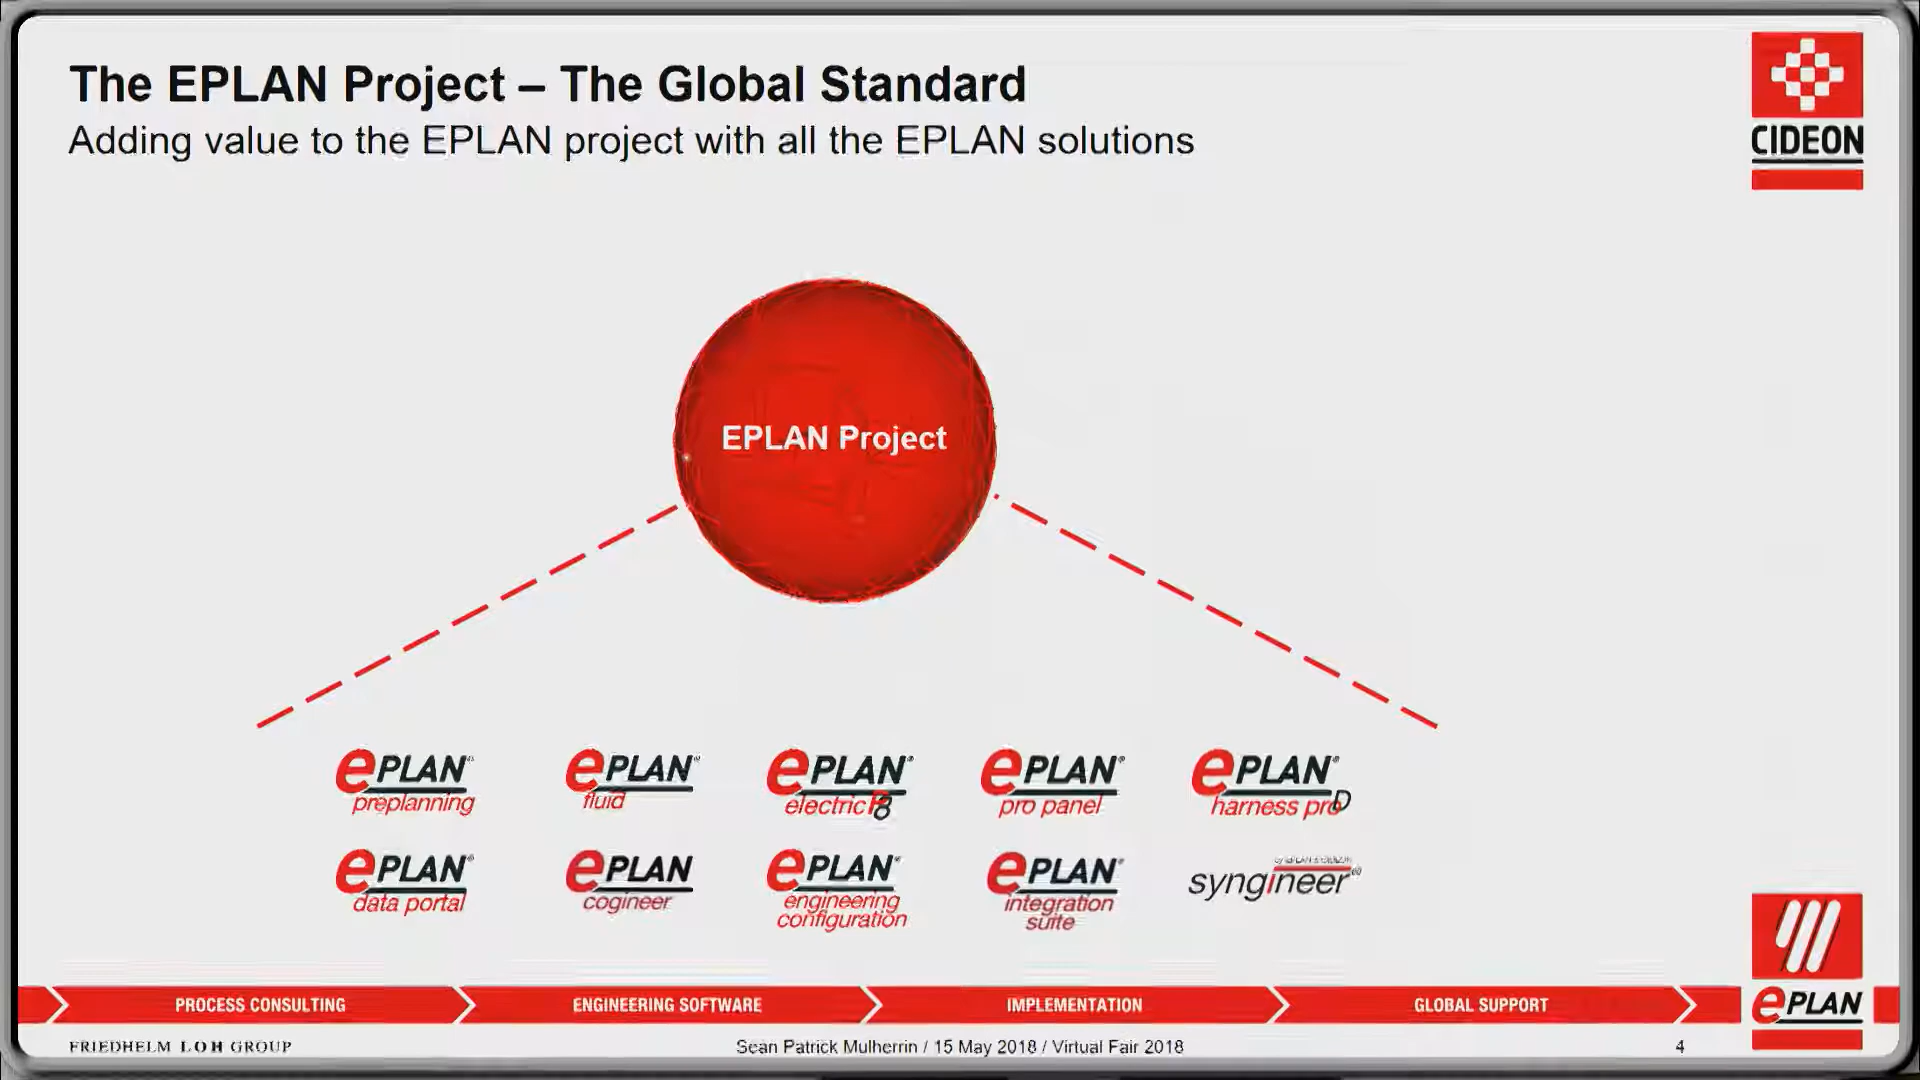 The EPLAN Project – The Global Standard
Adding value to the EPLAN project with all the EPLAN solutions
CIDEON
EPLAN Project
ePLAN® preplanning
ePLAN® fluid
ePLAN® electric P8
ePLAN® pro panel
ePLAN® harness proD
ePLAN® data portal
ePLAN cogineer
ePLAN® engineering configuration
ePLAN® integration suite
by EPLAN & CIDEON
syngineer
PROCESS CONSULTING
ENGINEERING SOFTWARE
IMPLEMENTATION
GLOBAL SUPPORT
ePLAN
FRIEDHELM LOH GROUP
Sean Patrick Mulherrin / 15 May 2018 / Virtual Fair 2018
4